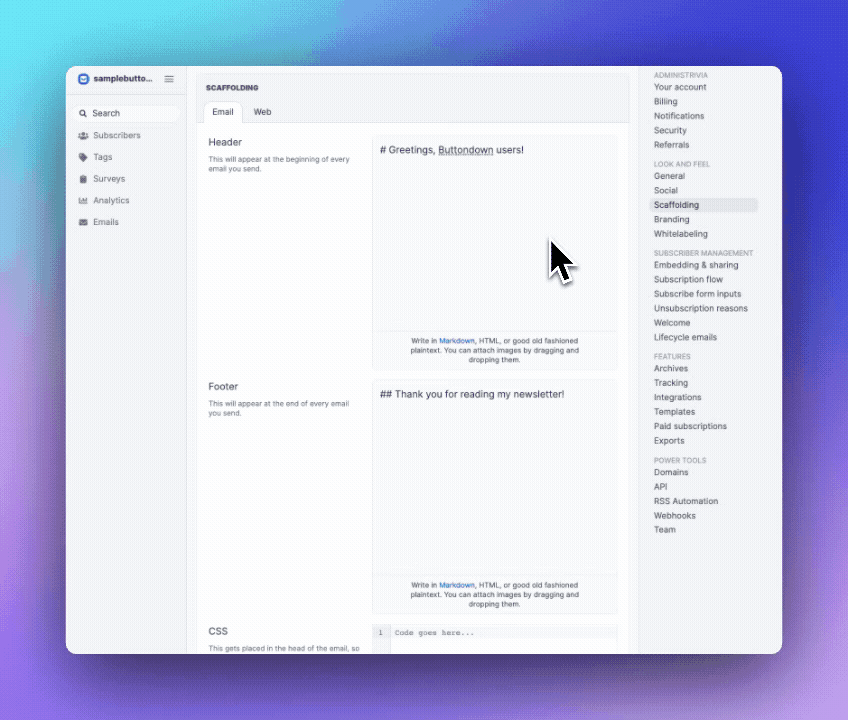 samplebutto...
Search
Subscribers
Tags
Surveys
Analytics
Emails
SCAFFOLDING
Email
Web
Header
This will appear at the beginning of every
email you send.
# Greetings, Buttondown users!
Write in Markdown, HTML, or good old fashioned
plaintext. You can attach images by dragging and
dropping them.
Footer
This will appear at the end of every email
you send.
## Thank you for reading my newsletter!
Write in Markdown, HTML, or good old fashioned
plaintext. You can attach images by dragging and
dropping them.
CSS
This gets placed in the head of the email, so
1 Code goes here...
ADMINISTRIVIA
Your account
Billing
Notifications
Security
Referrals
LOOK AND FEEL
General
Social
Scaffolding
Branding
Whitelabeling
SUBSCRIBER MANAGEMENT
Embedding & sharing
Subscription flow
Subscribe form inputs
Unsubscription reasons
Welcome
Lifecycle emails
FEATURES
Archives
Tracking
Integrations
Templates
Paid subscriptions
Exports
POWER TOOLS
Domains
API
RSS Automation
Webhooks
Team